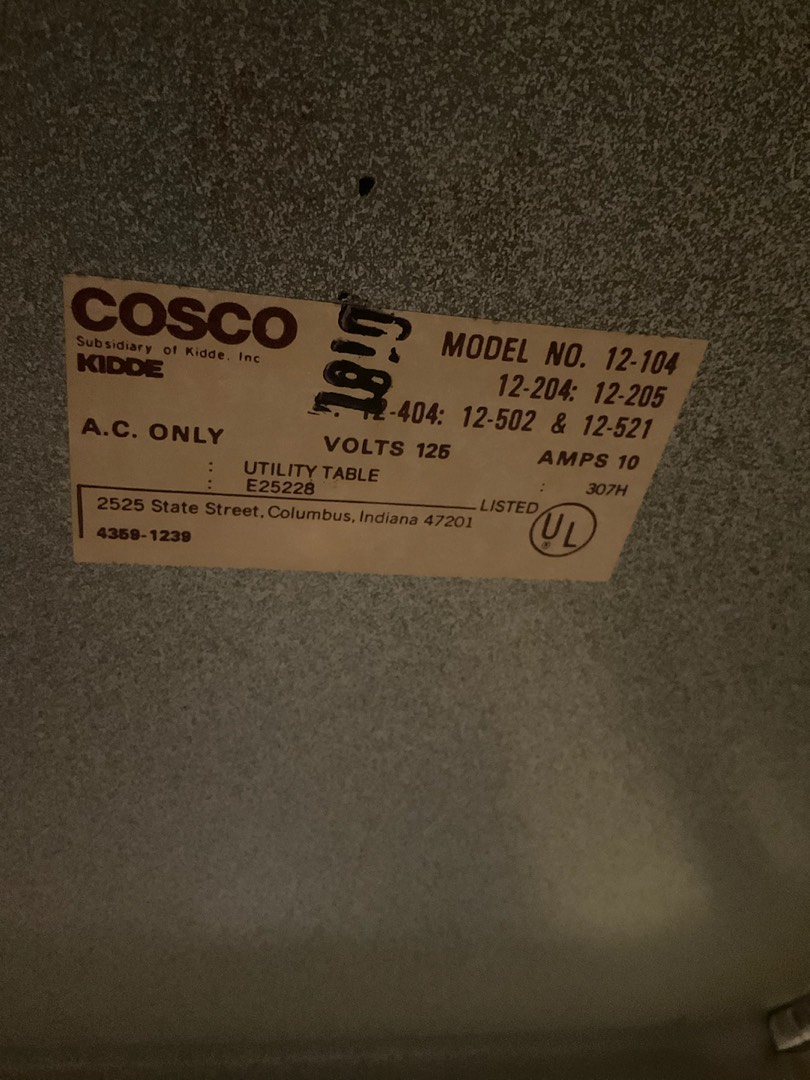 COSCO
Subsidiary of Kidde. Inc
KIDDE
MODEL NO. 12-104
12-204: 12-205
-404: 12-502 & 12-521
A.C. ONLY
VOLTS 125
AMPS 10
: UTILITY TABLE
: E25228
: 307H
2525 State Street, Columbus, Indiana 47201
LISTED
UL
®
4359-1239